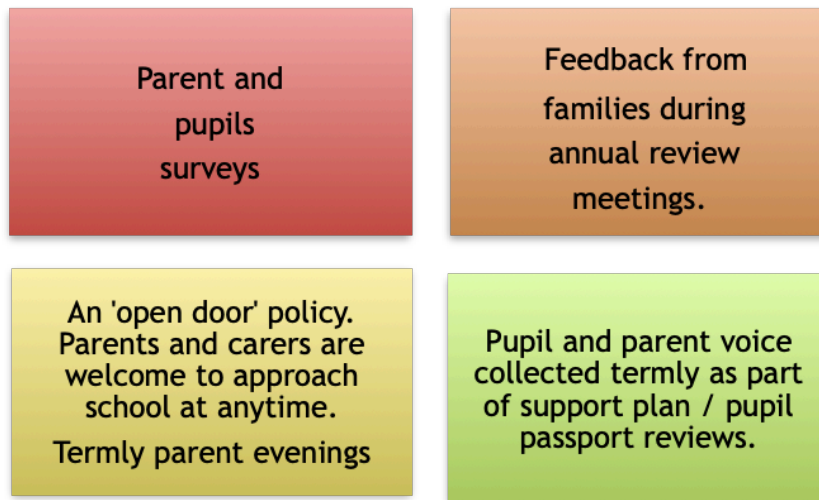 Parent and
pupils
surveys
Feedback from
families during
annual review
meetings.
An 'open door' policy.
Parents and carers are
welcome to approach
school at anytime.
Termly parent evenings
Pupil and parent voice
collected termly as part
of support plan / pupil
passport reviews.